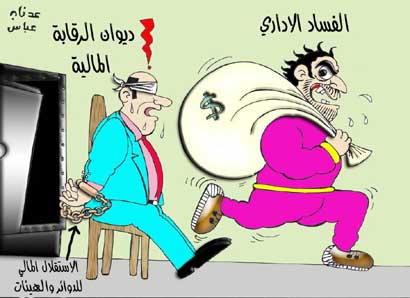 الفساد الاداري
ديوان الرقابة
المالية
!
عدنان
عباس
$
الاستقلال المالي
للدوائر والهيئات